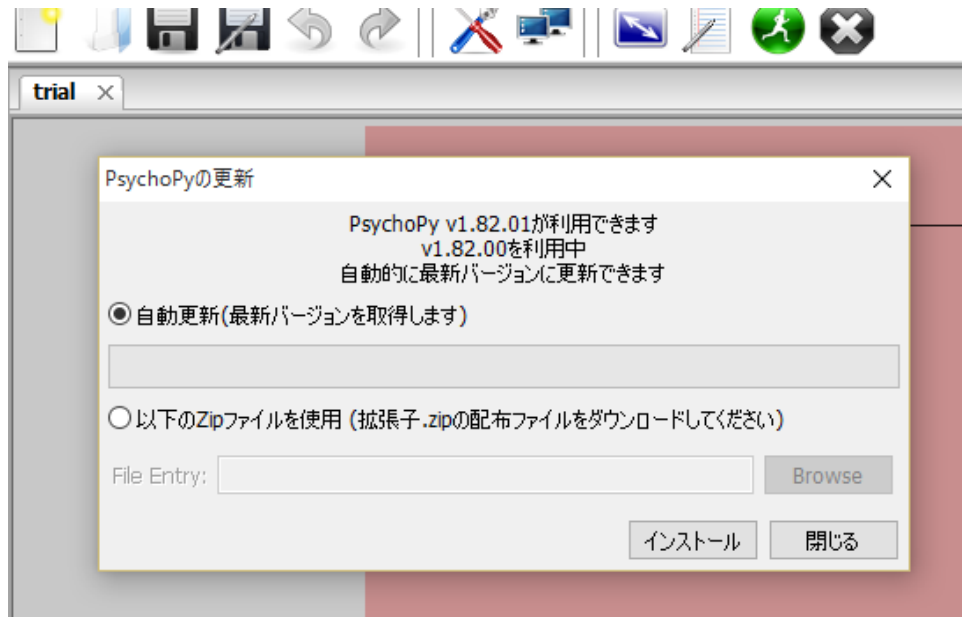 trial
PsychoPyの更新
PsychoPy v1.82.01が利用できます
v1.82.00を利用中
自動的に最新バージョンに更新できます
自動更新(最新バージョンを取得します)
以下のZipファイルを使用 (拡張子.zipの配布ファイルをダウンロードしてください)
File Entry:
Browse
インストール
閉じる